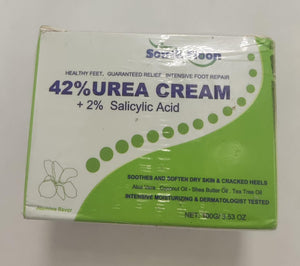 HEALTHY FEET, GUARANTEED RELIEF, INTENSIVE FOOT REPAIR
42% UREA CREAM
+ 2% Salicylic Acid
SOOTHES AND SOFTEN DRY SKIN & CRACKED HEELS
Aloe Vera · Coconut Oil · Shea Butter Oil · Tea Tree Oil
INTENSIVE MOISTURIZING & DERMATOLOGIST TESTED
NET: 100G/ 3.53 OZ